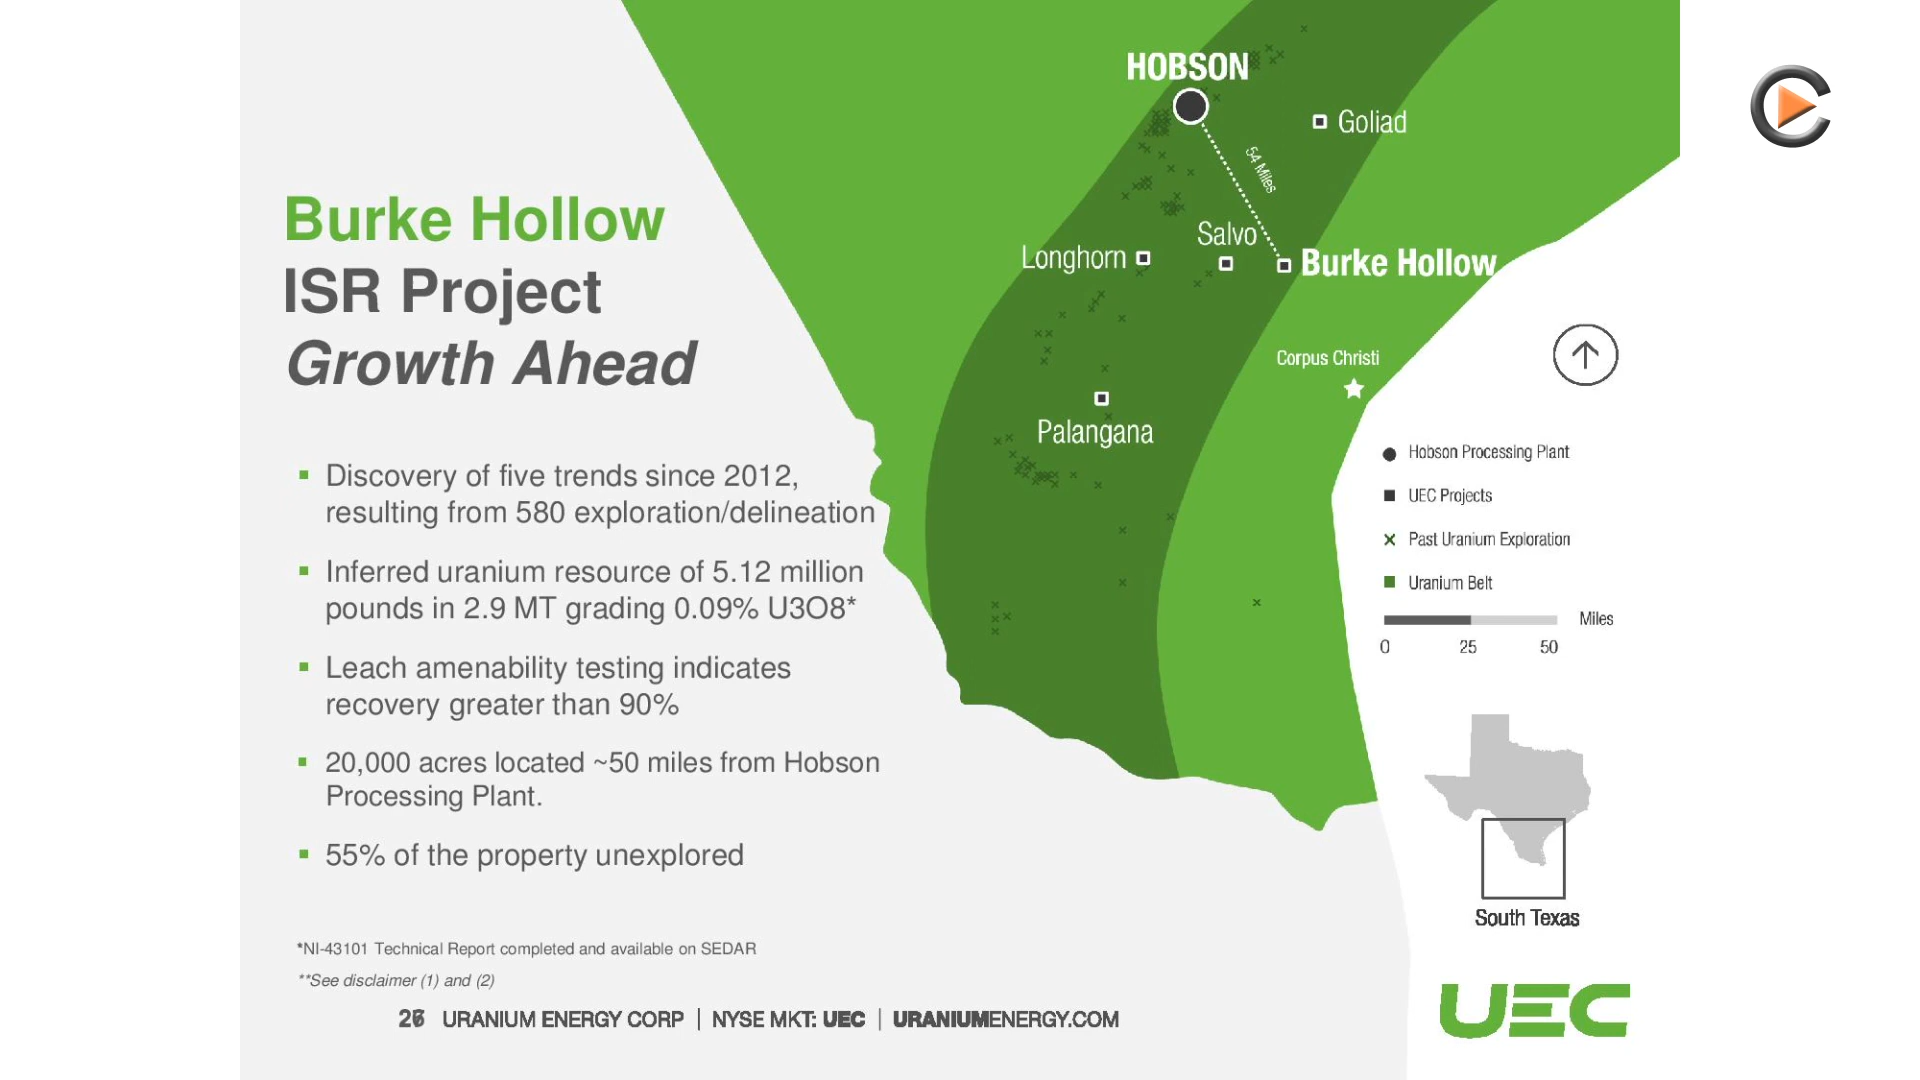 Burke Hollow
ISR Project
Growth Ahead
▪ Discovery of five trends since 2012,
resulting from 580 exploration/delineation
▪ Inferred uranium resource of 5.12 million
pounds in 2.9 MT grading 0.09% U3O8*
▪ Leach amenability testing indicates
recovery greater than 90%
▪ 20,000 acres located ~50 miles from Hobson
Processing Plant.
▪ 55% of the property unexplored
*NI-43101 Technical Report completed and available on SEDAR
**See disclaimer (1) and (2)
URANIUM ENERGY CORP | NYSE MKT: UEC | URANIUMENERGY.COM
HOBSON
Goliad
54 Miles
Salvo
Longhorn
Burke Hollow
Corpus Christi
Palangana
Hobson Processing Plant
UEC Projects
Past Uranium Exploration
Uranium Belt
Miles
0 25 50
South Texas
UEC